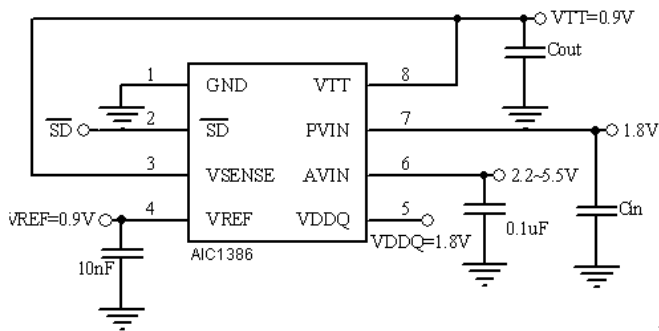 VTT=0.9V
Cout
1 GND VTT 8
SD 2 SD PVIN 7 1.8V
3 VSENSE AVIN 6 2.2~5.5V
VREF=0.9V 4 VREF VDDQ 5
VDDQ=1.8V
0.1uF
Cin
AIC1386
10nF